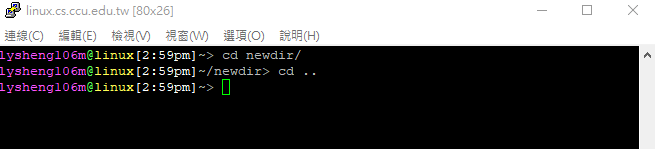 linux.cs.ccu.edu.tw [80x26]
連線(C) 編輯(E) 檢視(V) 視窗(W) 選項(O) 說明(H)
lysheng106m@linux[2:59pm]~> cd newdir/
lysheng106m@linux[2:59pm]~/newdir> cd ..
lysheng106m@linux[2:59pm]~>